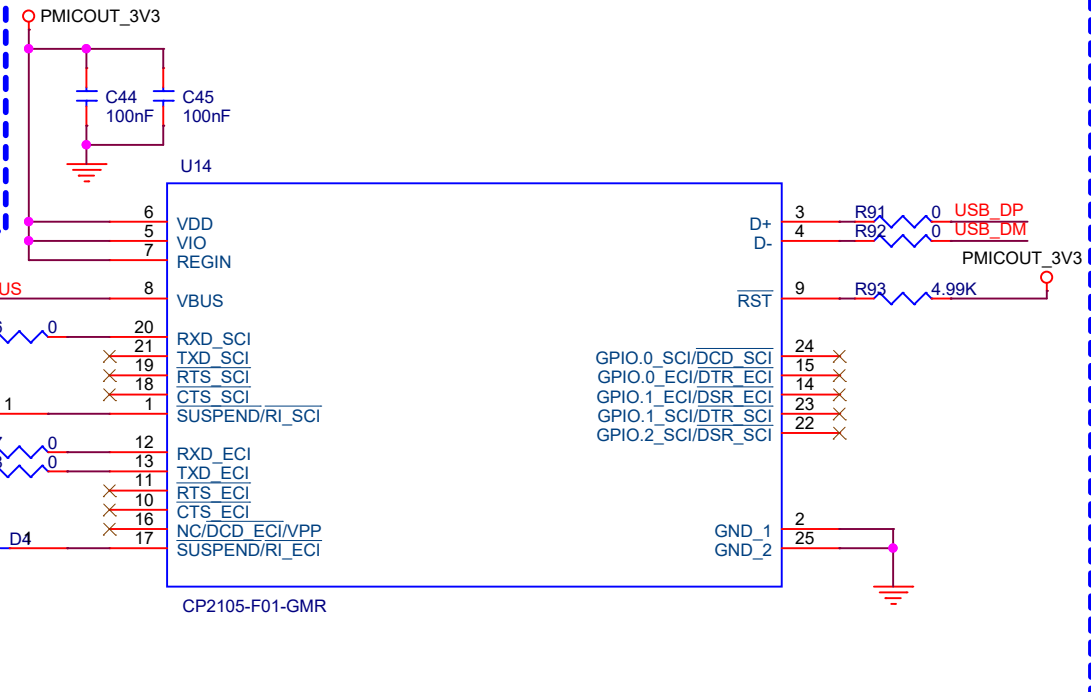 PMICOUT_3V3
C44
100nF
C45
100nF
U14
6 VDD
5 VIO
7 REGIN
US 8 VBUS
0 20 RXD_SCI
21 TXD_SCI
19 RTS_SCI
18 CTS_SCI
1 1 SUSPEND/RI_SCI
0 12 RXD_ECI
0 13 TXD_ECI
11 RTS_ECI
10 CTS_ECI
16 NC/DCD_ECI/VPP
D4 17 SUSPEND/RI_ECI
D+ 3 R91 0 USB_DP
D- 4 R92 0 USB_DM
PMICOUT_3V3
RST 9 R93 4.99K
GPIO.0_SCI/DCD_SCI 24
GPIO.0_ECI/DTR_ECI 15
GPIO.1_ECI/DSR_ECI 14
GPIO.1_SCI/DTR_SCI 23
GPIO.2_SCI/DSR_SCI 22
GND_1 2
GND_2 25
CP2105-F01-GMR